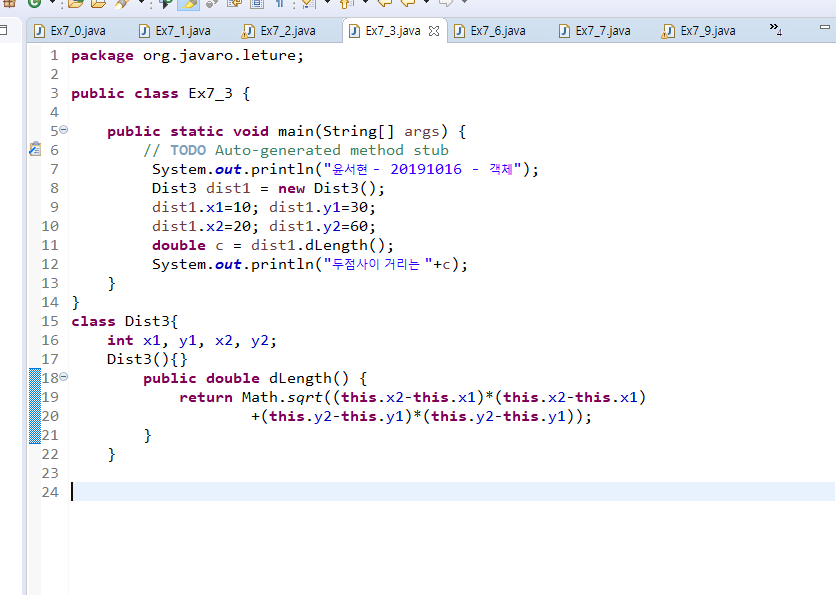 Ex7_0.java Ex7_1.java Ex7_2.java Ex7_3.java Ex7_6.java Ex7_7.java Ex7_9.java »4
1 package org.javaro.leture;
2
3 public class Ex7_3 {
4
5 public static void main(String[] args) {
6 // TODO Auto-generated method stub
7 System.out.println("윤서현 - 20191016 - 객체");
8 Dist3 dist1 = new Dist3();
9 dist1.x1=10; dist1.y1=30;
10 dist1.x2=20; dist1.y2=60;
11 double c = dist1.dLength();
12 System.out.println("두점사이 거리는 "+c);
13 }
14 }
15 class Dist3{
16 int x1, y1, x2, y2;
17 Dist3(){}
18 public double dLength() {
19 return Math.sqrt((this.x2-this.x1)*(this.x2-this.x1)
20 +(this.y2-this.y1)*(this.y2-this.y1));
21 }
22 }
23
24